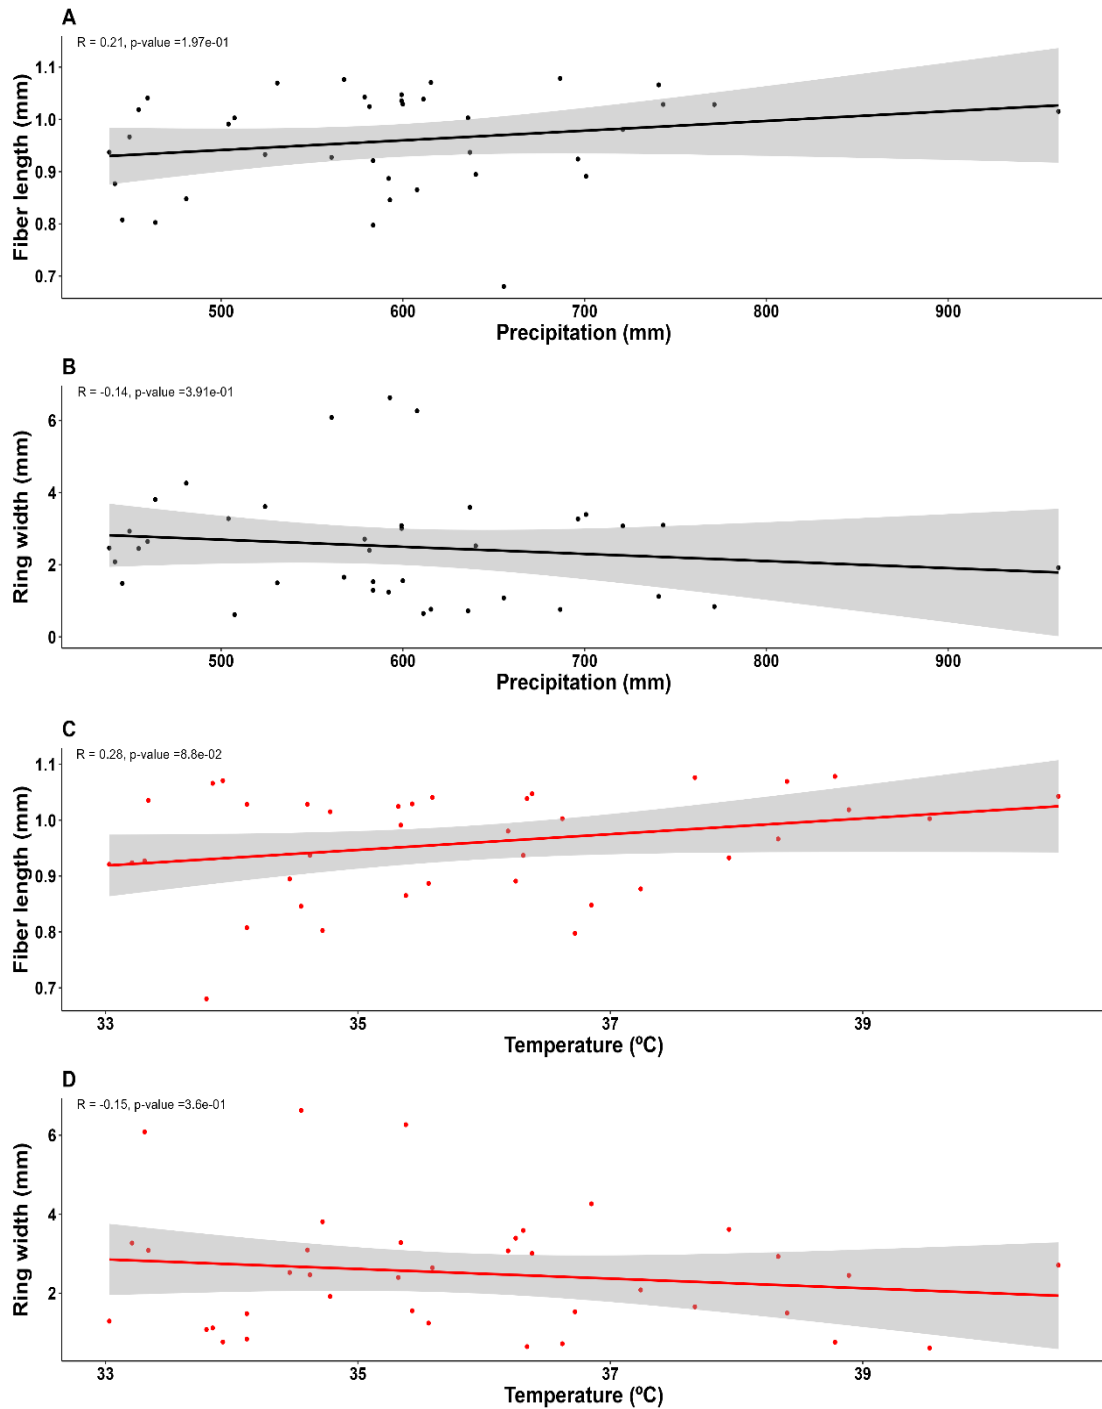 A
R = 0.21, p-value =1.97e-01
Fiber length (mm)
1.1
1.0
0.9
0.8
0.7
500 600 700 800 900
Precipitation (mm)
B
R = -0.14, p-value =3.91e-01
Ring width (mm)
6
4
2
0
500 600 700 800 900
Precipitation (mm)
C
R = 0.28, p-value =8.8e-02
Fiber length (mm)
1.1
1.0
0.9
0.8
0.7
33 35 37 39
Temperature (ºC)
D
R = -0.15, p-value =3.6e-01
Ring width (mm)
6
4
2
33 35 37 39
Temperature (ºC)